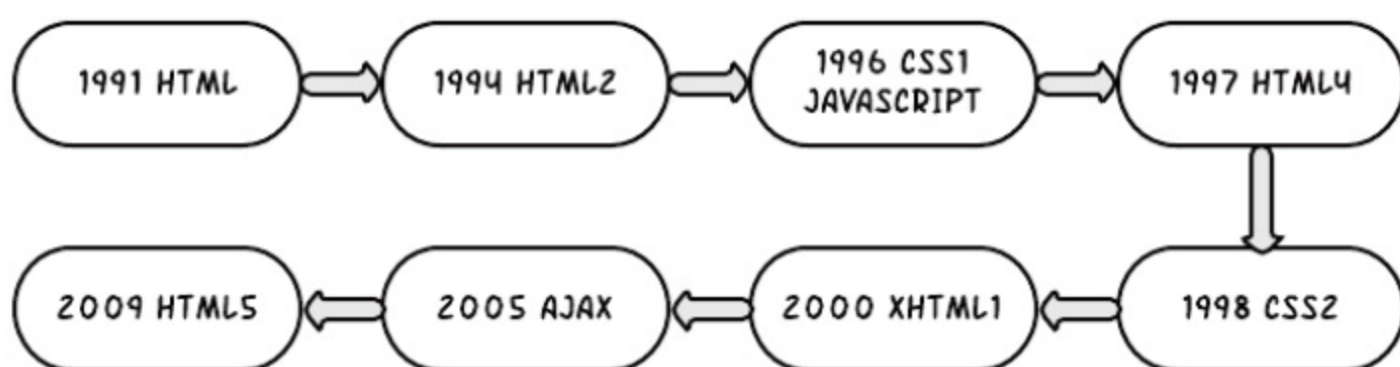 1991 HTML
1994 HTML2
1996 CSS1
JAVASCRIPT
1997 HTML4
1998 CSS2
2000 XHTML1
2005 AJAX
2009 HTML5